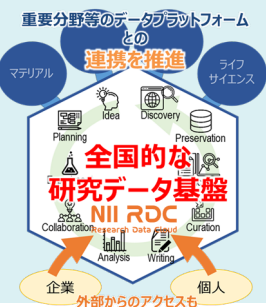 重要分野等のデータプラットフォーム
との
連携を推進
マテリアル
ライフ
サイエンス
Idea
Discovery
Planning
Preservation
全国的な
研究データ基盤
NII RDC
Research Data Cloud
Collaboration
Curation
Analysis
Writing
企業
個人
外部からのアクセスも